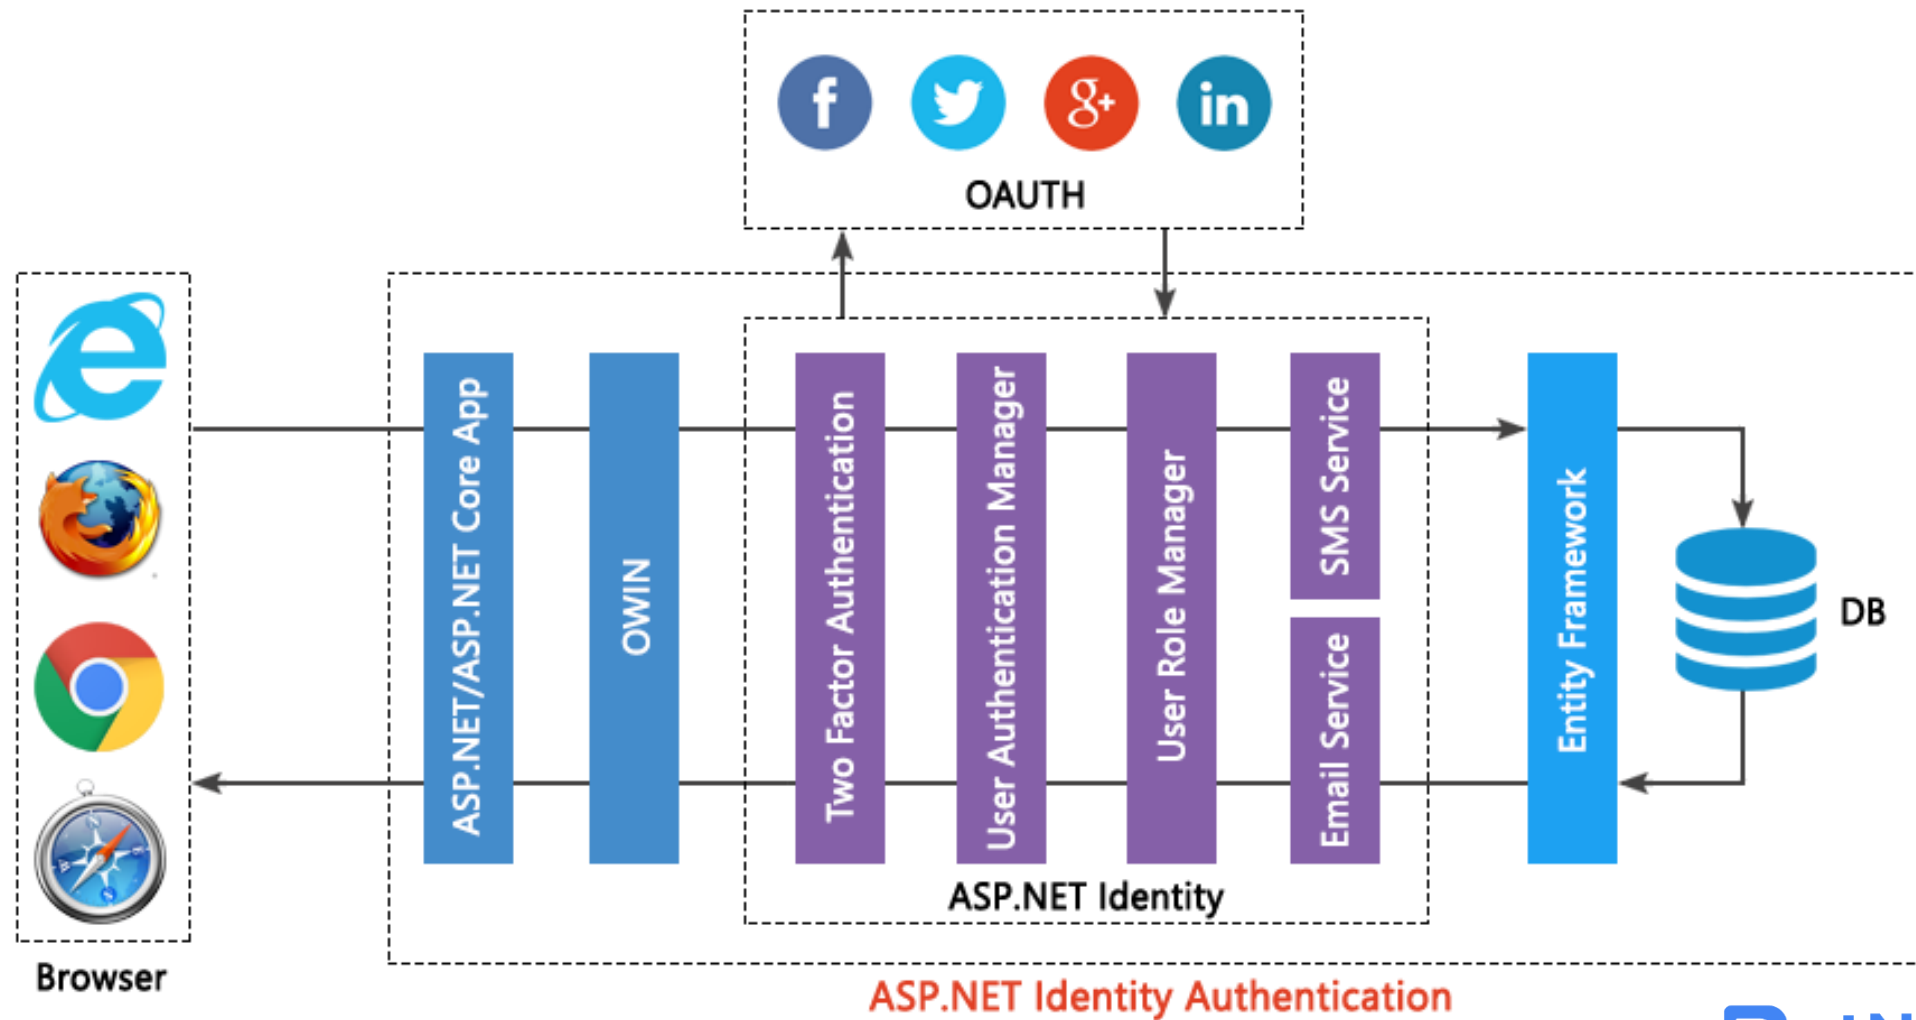 f
g+
in
OAUTH
ASP.NET/ASP.NET Core App
OWIN
Two Factor Authentication
User Authentication Manager
User Role Manager
SMS Service
Email Service
Entity Framework
DB
ASP.NET Identity
Browser
ASP.NET Identity Authentication